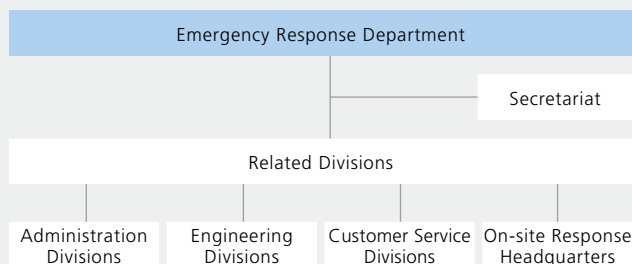 Emergency Response Department
Secretariat
Related Divisions
Administration
Divisions
Engineering
Divisions
Customer Service
Divisions
On-site Response
Headquarters